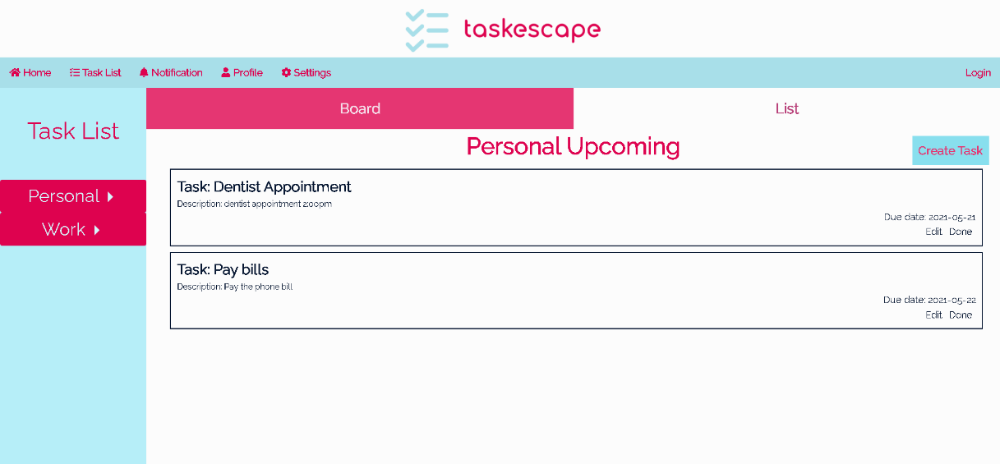 taskescape
Home Task List Notification Profile Settings Login
Task List
Board List
Personal Upcoming
Create Task
Personal
Work
Task: Dentist Appointment
Description: dentist appointment 2:00pm
Due date: 2021-05-21
Edit Done
Task: Pay bills
Description: Pay the phone bill
Due date: 2021-05-22
Edit Done